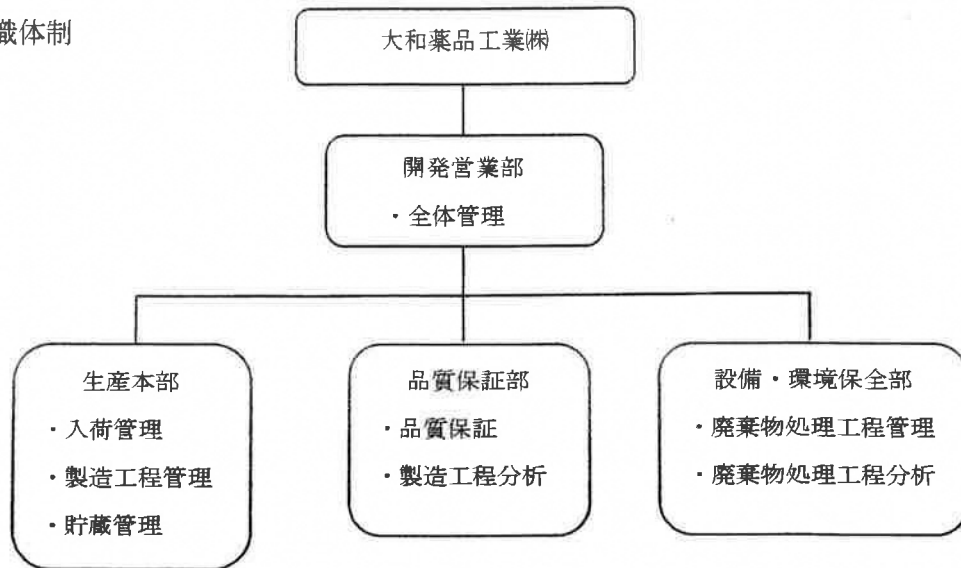 織体制
大和薬品工業㈱
開発営業部
・全体管理
生産本部
・入荷管理
・製造工程管理
・貯蔵管理
品質保証部
・品質保証
・製造工程分析
設備・環境保全部
・廃棄物処理工程管理
・廃棄物処理工程分析